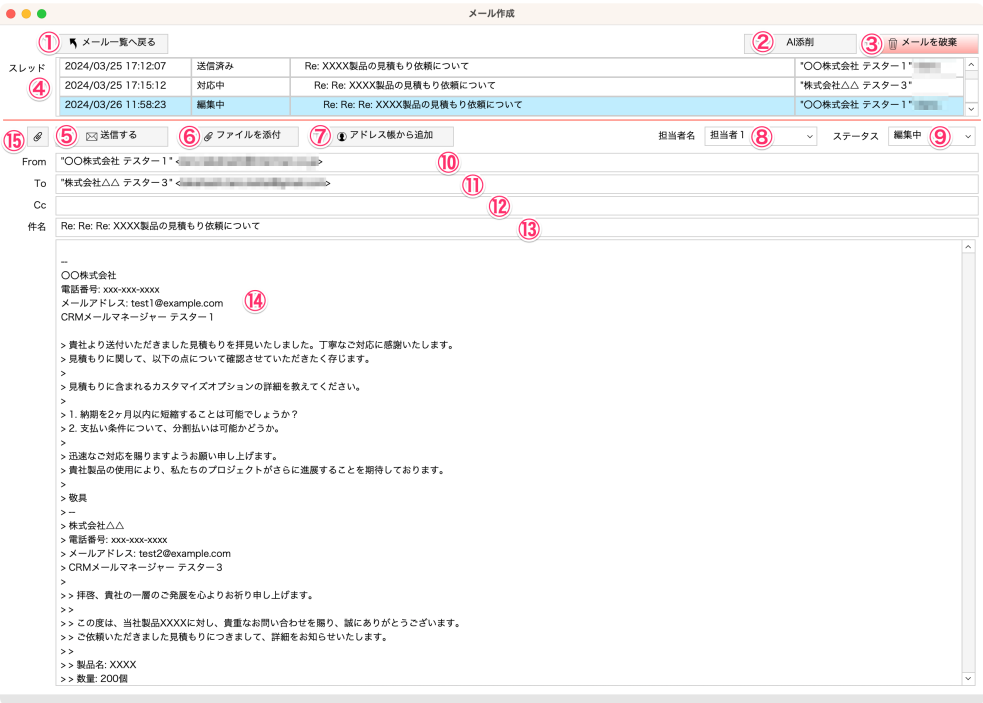 メール作成
① メール一覧へ戻る ② AI添削 ③ メールを破棄
スレッド ④
2024/03/25 17:12:07 送信済み Re: XXXX製品の見積もり依頼について "〇〇株式会社 テスター１"
2024/03/25 17:15:12 対応中 Re: Re: XXXX製品の見積もり依頼について "株式会社△△ テスター３"
2024/03/26 11:58:23 編集中 Re: Re: Re: XXXX製品の見積もり依頼について "〇〇株式会社 テスター１"
⑮ ⑤ 送信する ⑥ ファイルを添付 ⑦ アドレス帳から追加 担当者名 担当者１ ⑧ ステータス 編集中 ⑨
From "〇〇株式会社 テスター１" < > ⑩
To "株式会社△△ テスター３" < > ⑪
Cc ⑫
件名 Re: Re: Re: XXXX製品の見積もり依頼について ⑬
--
〇〇株式会社
電話番号: xxx-xxx-xxxx
メールアドレス: test1@example.com ⑭
CRMメールマネージャー テスター１
> 貴社より送付いただきました見積もりを拝見いたしました。丁寧なご対応に感謝いたします。
> 見積もりに関して、以下の点について確認させていただきたく存じます。
>
> 見積もりに含まれるカスタマイズオプションの詳細を教えてください。
>
> 1. 納期を2ヶ月以内に短縮することは可能でしょうか？
> 2. 支払い条件について、分割払いは可能かどうか。
>
> 迅速なご対応を賜りますようお願い申し上げます。
> 貴社製品の使用により、私たちのプロジェクトがさらに進展することを期待しております。
>
> 敬具
> --
> 株式会社△△
> 電話番号: xxx-xxx-xxxx
> メールアドレス: test2@example.com
> CRMメールマネージャー テスター３
>
> > 拝啓、貴社の一層のご発展を心よりお祈り申し上げます。
> >
> > この度は、当社製品XXXXに対し、貴重なお問い合わせを賜り、誠にありがとうございます。
> > ご依頼いただきました見積もりにつきまして、詳細をお知らせいたします。
> >
> > 製品名: XXXX
> > 数量: 200個